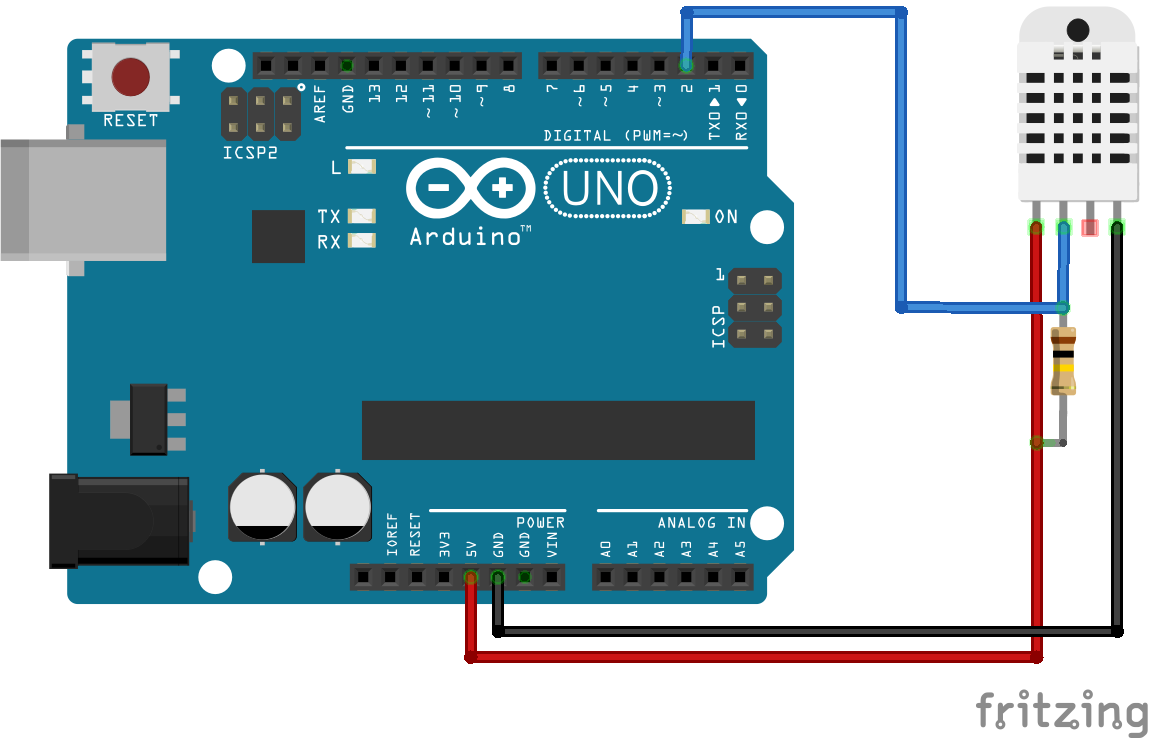 RESET
ICSP2
AREF
GND
13
12
~11
~10
~9
8
7
~6
~5
4
~3
2
TX0▶1
RX0◀0
DIGITAL (PWM=~)
L
TX
RX
UNO
Arduino™
ON
1
ICSP
IOREF
RESET
3V3
5V
GND
GND
VIN
POWER
ANALOG IN
A0
A1
A2
A3
A4
A5
fritzing